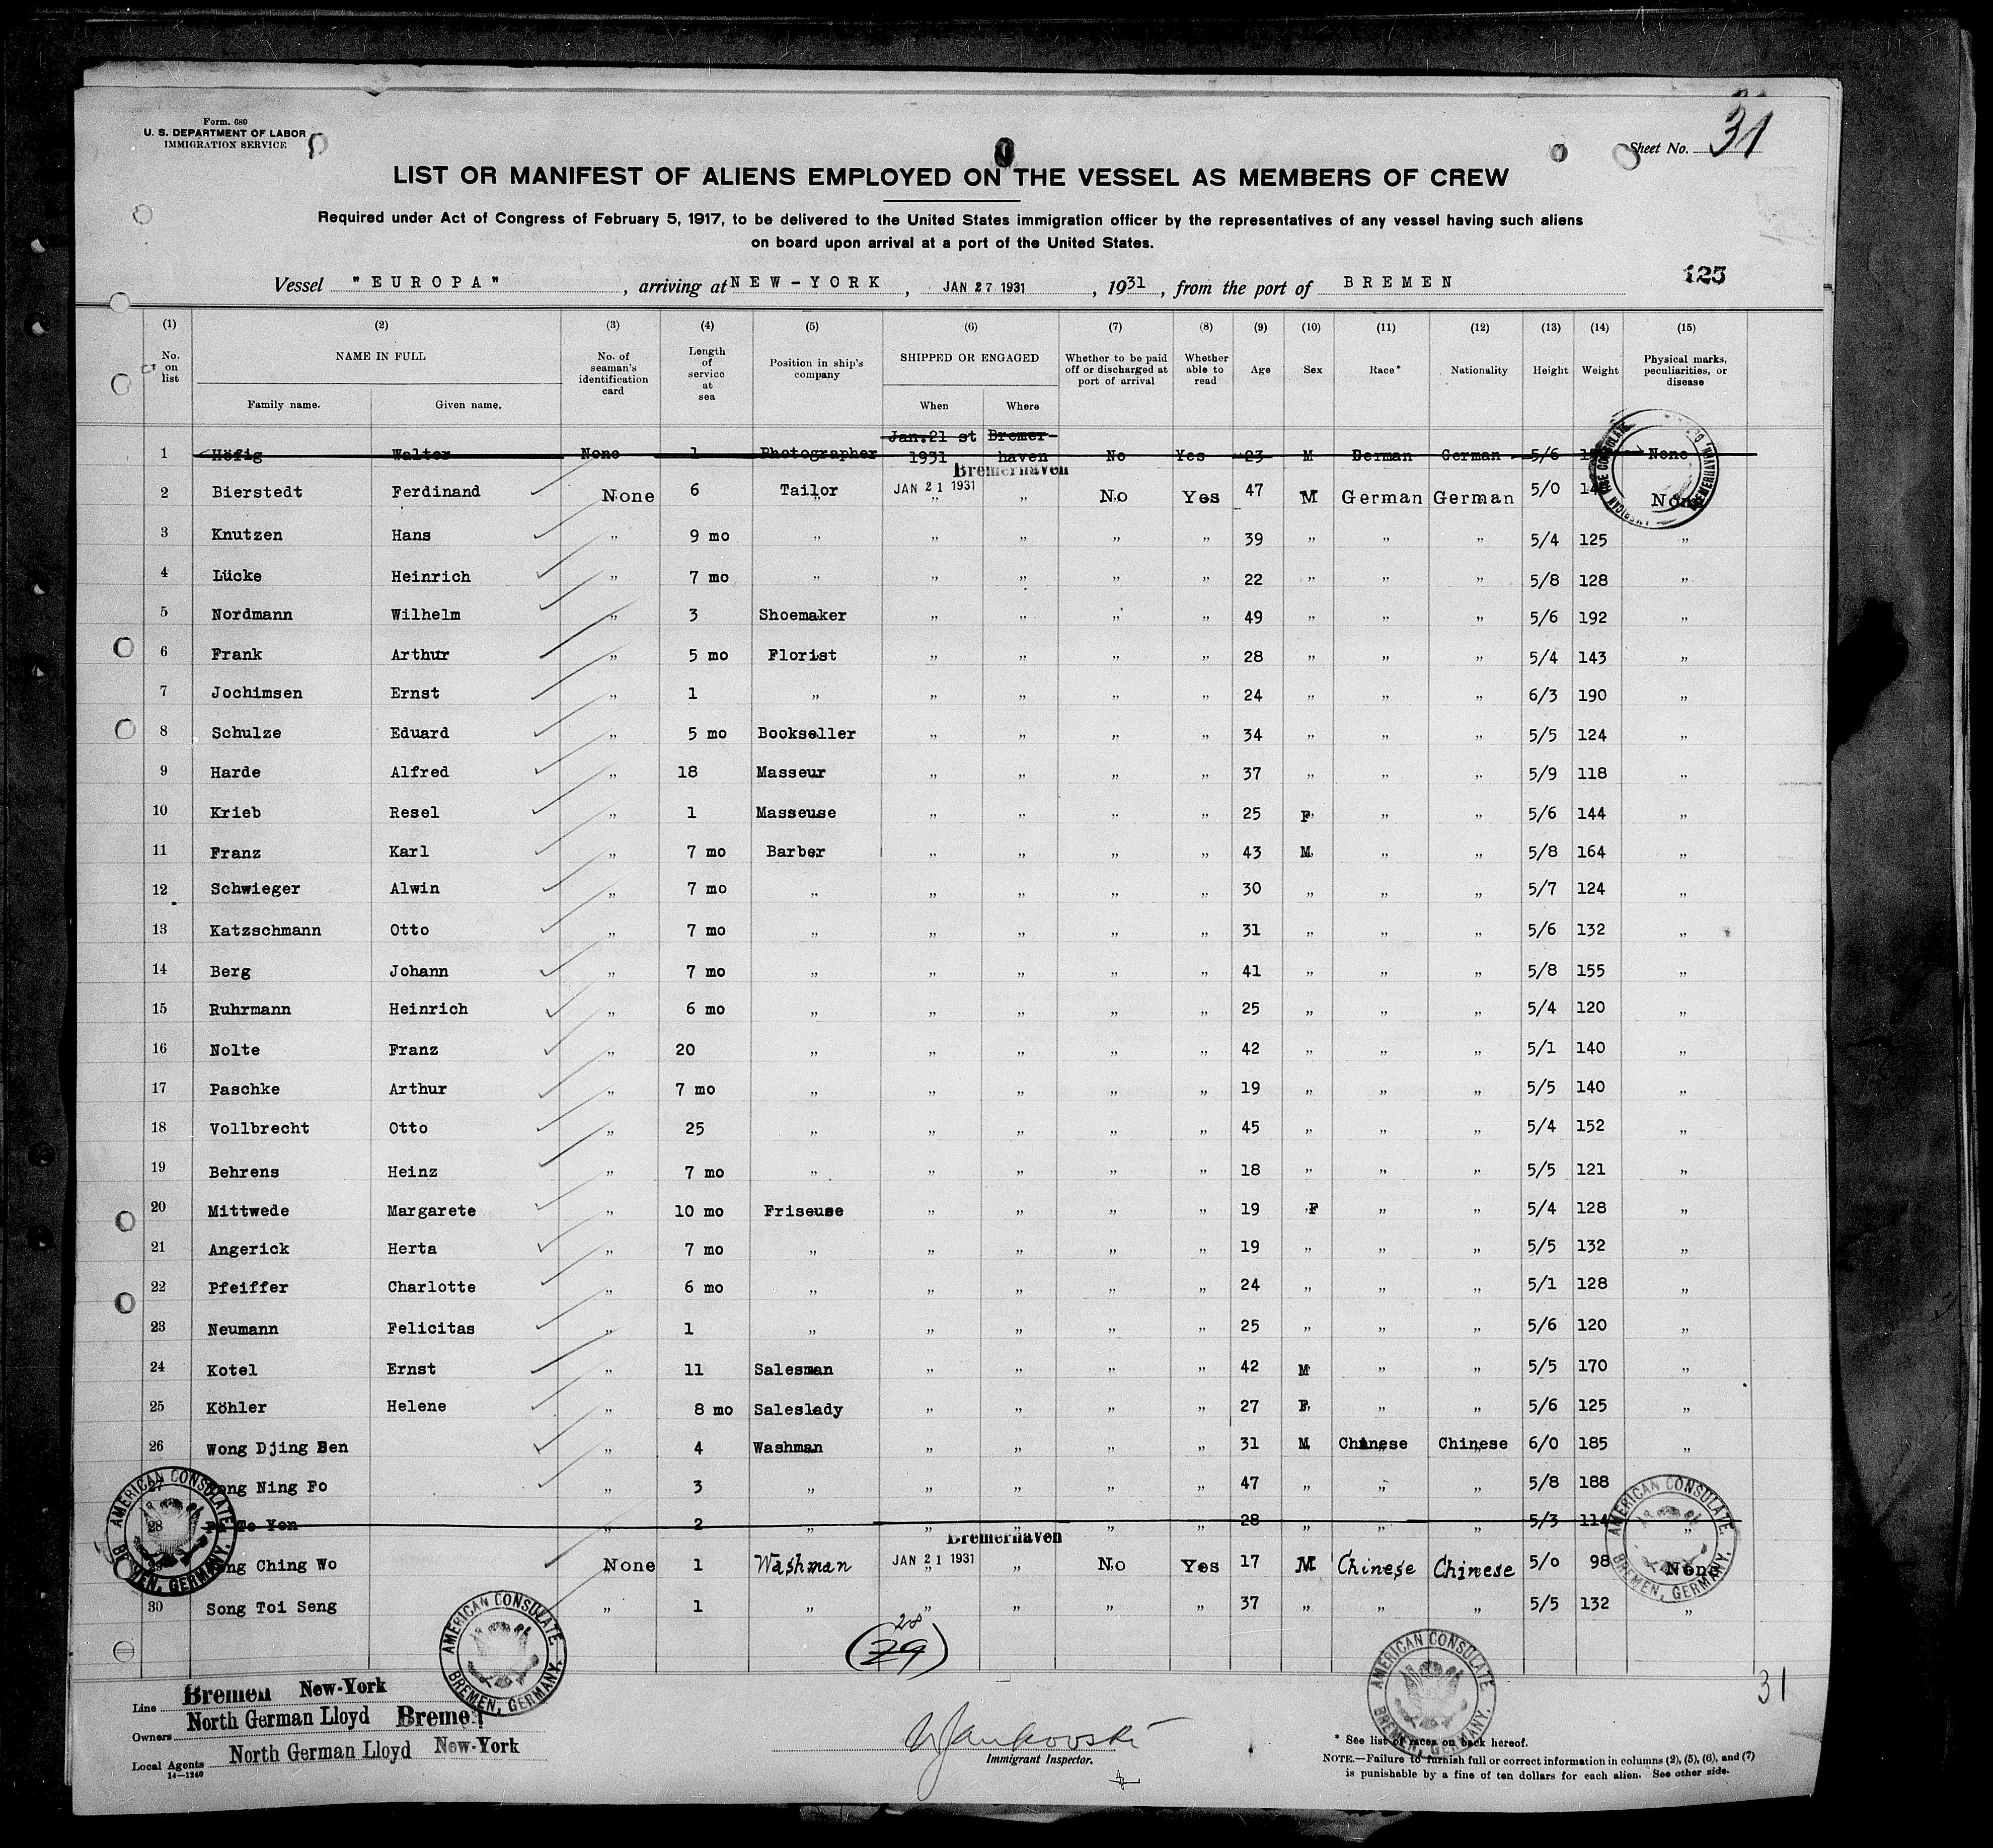 Form. 680
U. S. DEPARTMENT OF LABOR
IMMIGRATION SERVICE
Sheet No. 31
LIST OR MANIFEST OF ALIENS EMPLOYED ON THE VESSEL AS MEMBERS OF CREW
Required under Act of Congress of February 5, 1917, to be delivered to the United States immigration officer by the representatives of any vessel having such aliens
on board upon arrival at a port of the United States.
125
Vessel "EUROPA", arriving at NEW-YORK, JAN 27 1931, 1931, from the port of BREMEN
(1) (2) (3) (4) (5) (6) (7) (8) (9) (10) (11) (12) (13) (14) (15)
No. on list NAME IN FULL No. of seaman's identification card Length of service at sea Position in ship's company SHIPPED OR ENGAGED Whether to be paid off or discharged at port of arrival Whether able to read Age Sex Race* Nationality Height Weight Physical marks, peculiarities, or disease
Family name. Given name. When Where
Jan.21 st Bremer-
1 Höfig Walter None 1 Photographer 1931 haven No Yes 23 M German German 5/6 None
Bremerhaven
2 Bierstedt Ferdinand None 6 Tailor JAN 21 1931 " No Yes 47 M German German 5/0 None
3 Knutzen Hans " 9 mo " " " " " 39 " " " 5/4 125 "
4 Lücke Heinrich " 7 mo " " " " " 22 " " " 5/8 128 "
5 Nordmann Wilhelm " 3 Shoemaker " " " " 49 " " " 5/6 192 "
6 Frank Arthur " 5 mo Florist " " " " 28 " " " 5/4 143 "
7 Jochimsen Ernst " 1 " " " " " 24 " " " 6/3 190 "
8 Schulze Eduard " 5 mo Bookseller " " " " 34 " " " 5/5 124 "
9 Harde Alfred " 18 Masseur " " " " 37 " " " 5/9 118 "
10 Krieb Resel " 1 Masseuse " " " " 25 F " " 5/6 144 "
11 Franz Karl " 7 mo Barber " " " " 43 M " " 5/8 164 "
12 Schwieger Alwin " 7 mo " " " " " 30 " " " 5/7 124 "
13 Katzschmann Otto " 7 mo " " " " " 31 " " " 5/6 132 "
14 Berg Johann " 7 mo " " " " " 41 " " " 5/8 155 "
15 Ruhrmann Heinrich " 6 mo " " " " " 25 " " " 5/4 120 "
16 Nolte Franz " 20 " " " " " 42 " " " 5/1 140 "
17 Paschke Arthur " 7 mo " " " " " 19 " " " 5/5 140 "
18 Vollbrecht Otto " 25 " " " " " 45 " " " 5/4 152 "
19 Behrens Heinz " 7 mo " " " " " 18 " " " 5/5 121 "
20 Mittwede Margarete " 10 mo Friseuse " " " " 19 F " " 5/4 128 "
21 Angerick Herta " 7 mo " " " " " 19 " " " 5/5 132 "
22 Pfeiffer Charlotte " 6 mo " " " " " 24 " " " 5/1 128 "
23 Neumann Felicitas " 1 " " " " " 25 " " " 5/6 120 "
24 Kotel Ernst " 11 Salesman " " " " 42 M " " 5/5 170 "
25 Köhler Helene " 8 mo Saleslady " " " " 27 F " " 5/6 125 "
26 Wong Djing Sen " 4 Washman " " " " 31 M Chinese Chinese 6/0 185 "
27 Ning Fo " 3 " " " " " 47 " " " 5/8 188 "
28 Te Yen " 2 " " " " " 28 " " " 5/3 114 "
Bremerhaven
29 Ching Wo None 1 Washman JAN 21 1931 " No Yes 17 M Chinese Chinese 5/0 98 None
30 Song Toi Seng " 1 " " " " " 37 " " " 5/5 132 "
28
(29)
AMERICAN CONSULATE BREMEN, GERMANY.
AMERICAN CONSULATE BREMEN, GERMANY.
AMERICAN CONSULATE BREMEN, GERMANY.
AMERICAN CONSULATE BREMEN, GERMANY.
31
Line Bremen New-York
Owners North German Lloyd Bremen
Local Agents North German Lloyd New-York
14—1240
Jankovski
Immigrant Inspector.
* See list of races on back hereof.
NOTE.—Failure to furnish full or correct information in columns (2), (5), (6), and (7)
is punishable by a fine of ten dollars for each alien. See other side.